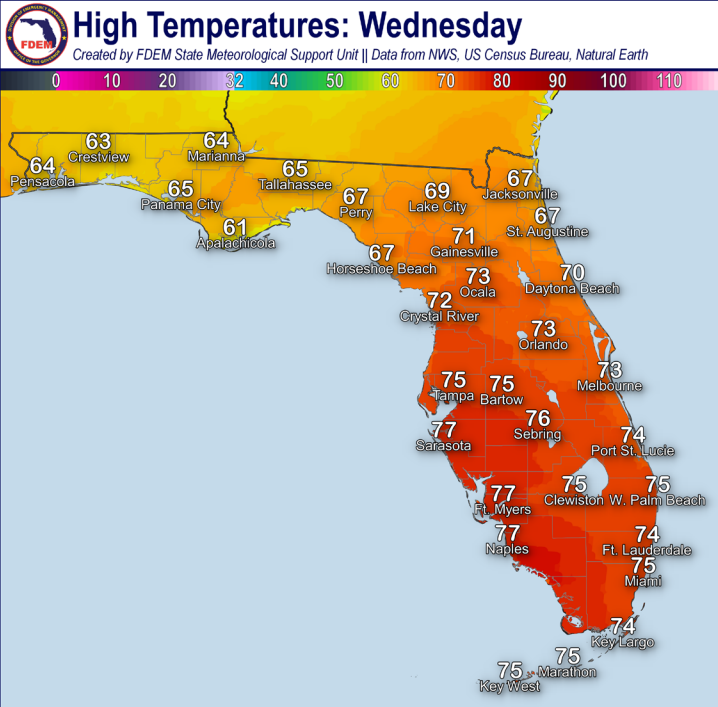 High Temperatures: Wednesday
Created by FDEM State Meteorological Support Unit || Data from NWS, US Census Bureau, Natural Earth
FDEM
0 10 20 32 40 50 60 70 80 90 100 110
63
Crestview
64
Marianna
64
Pensacola
65
Tallahassee
65
Panama City
67
Perry
69
Lake City
67
Jacksonville
61
Apalachicola
67
St. Augustine
71
Gainesville
67
Horseshoe Beach
73
Ocala
70
Daytona Beach
72
Crystal River
73
Orlando
73
Melbourne
75
Tampa
75
Bartow
76
Sebring
77
Sarasota
74
Port St. Lucie
77
Ft. Myers
75
Clewiston
75
W. Palm Beach
77
Naples
74
Ft. Lauderdale
75
Miami
74
Key Largo
75
Marathon
75
Key West